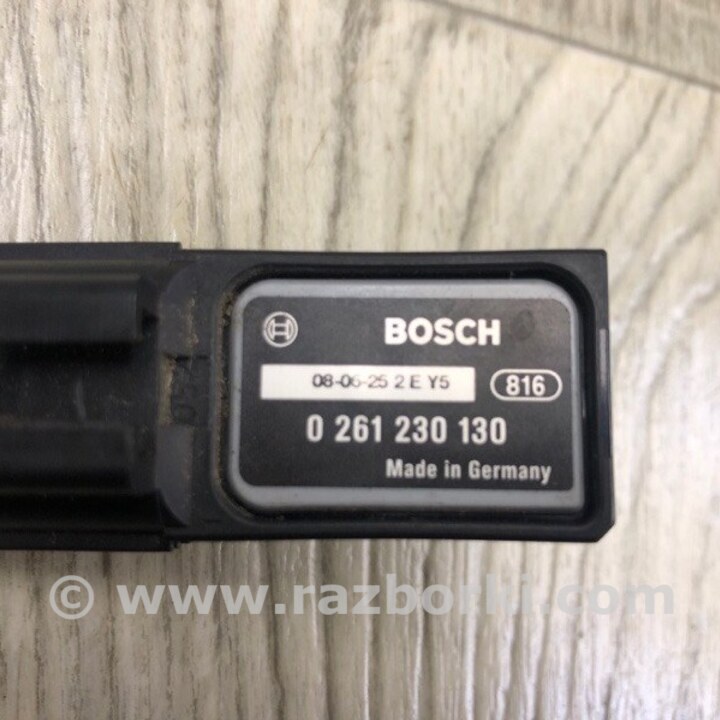 BOSCH
08-06-25 2 E Y5
816
0 261 230 130
Made in Germany
© www.razborki.com